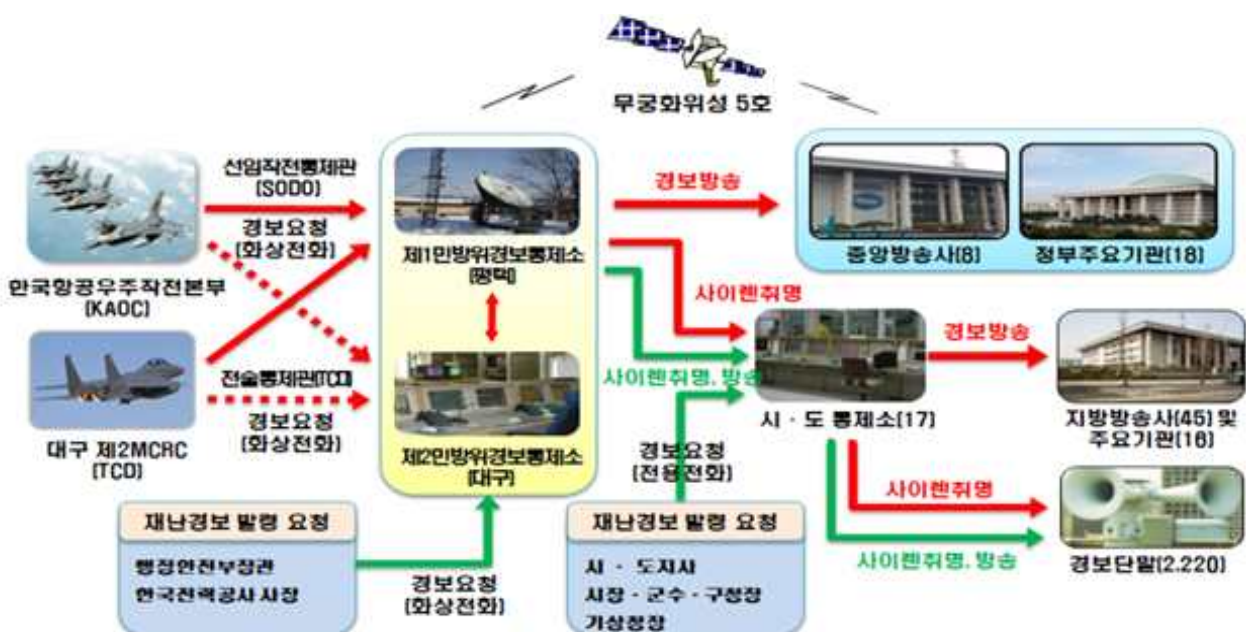 무궁화위성 5호
선임작전통제관
(SODO)
경보요청
(화상전화)
한국항공우주작전본부
(KAOC)
전술통제관(TCD)
경보요청
(화상전화)
대구 제2MCRC
(TCD)
제1민방위경보통제소
(평택)
제2민방위경보통제소
(대구)
경보방송
중앙방송사(8)
정부주요기관(18)
사이렌취명
사이렌취명, 방송
시 · 도 통제소(17)
경보방송
지방방송사(45) 및
주요기관(16)
경보요청
(전용전화)
사이렌취명
사이렌취명, 방송
경보단말(2.220)
재난경보 발령 요청
행정안전부장관
한국전력공사 사장
경보요청
(화상전화)
재난경보 발령 요청
시 · 도지사
시장 · 군수 · 구청장
기상청장